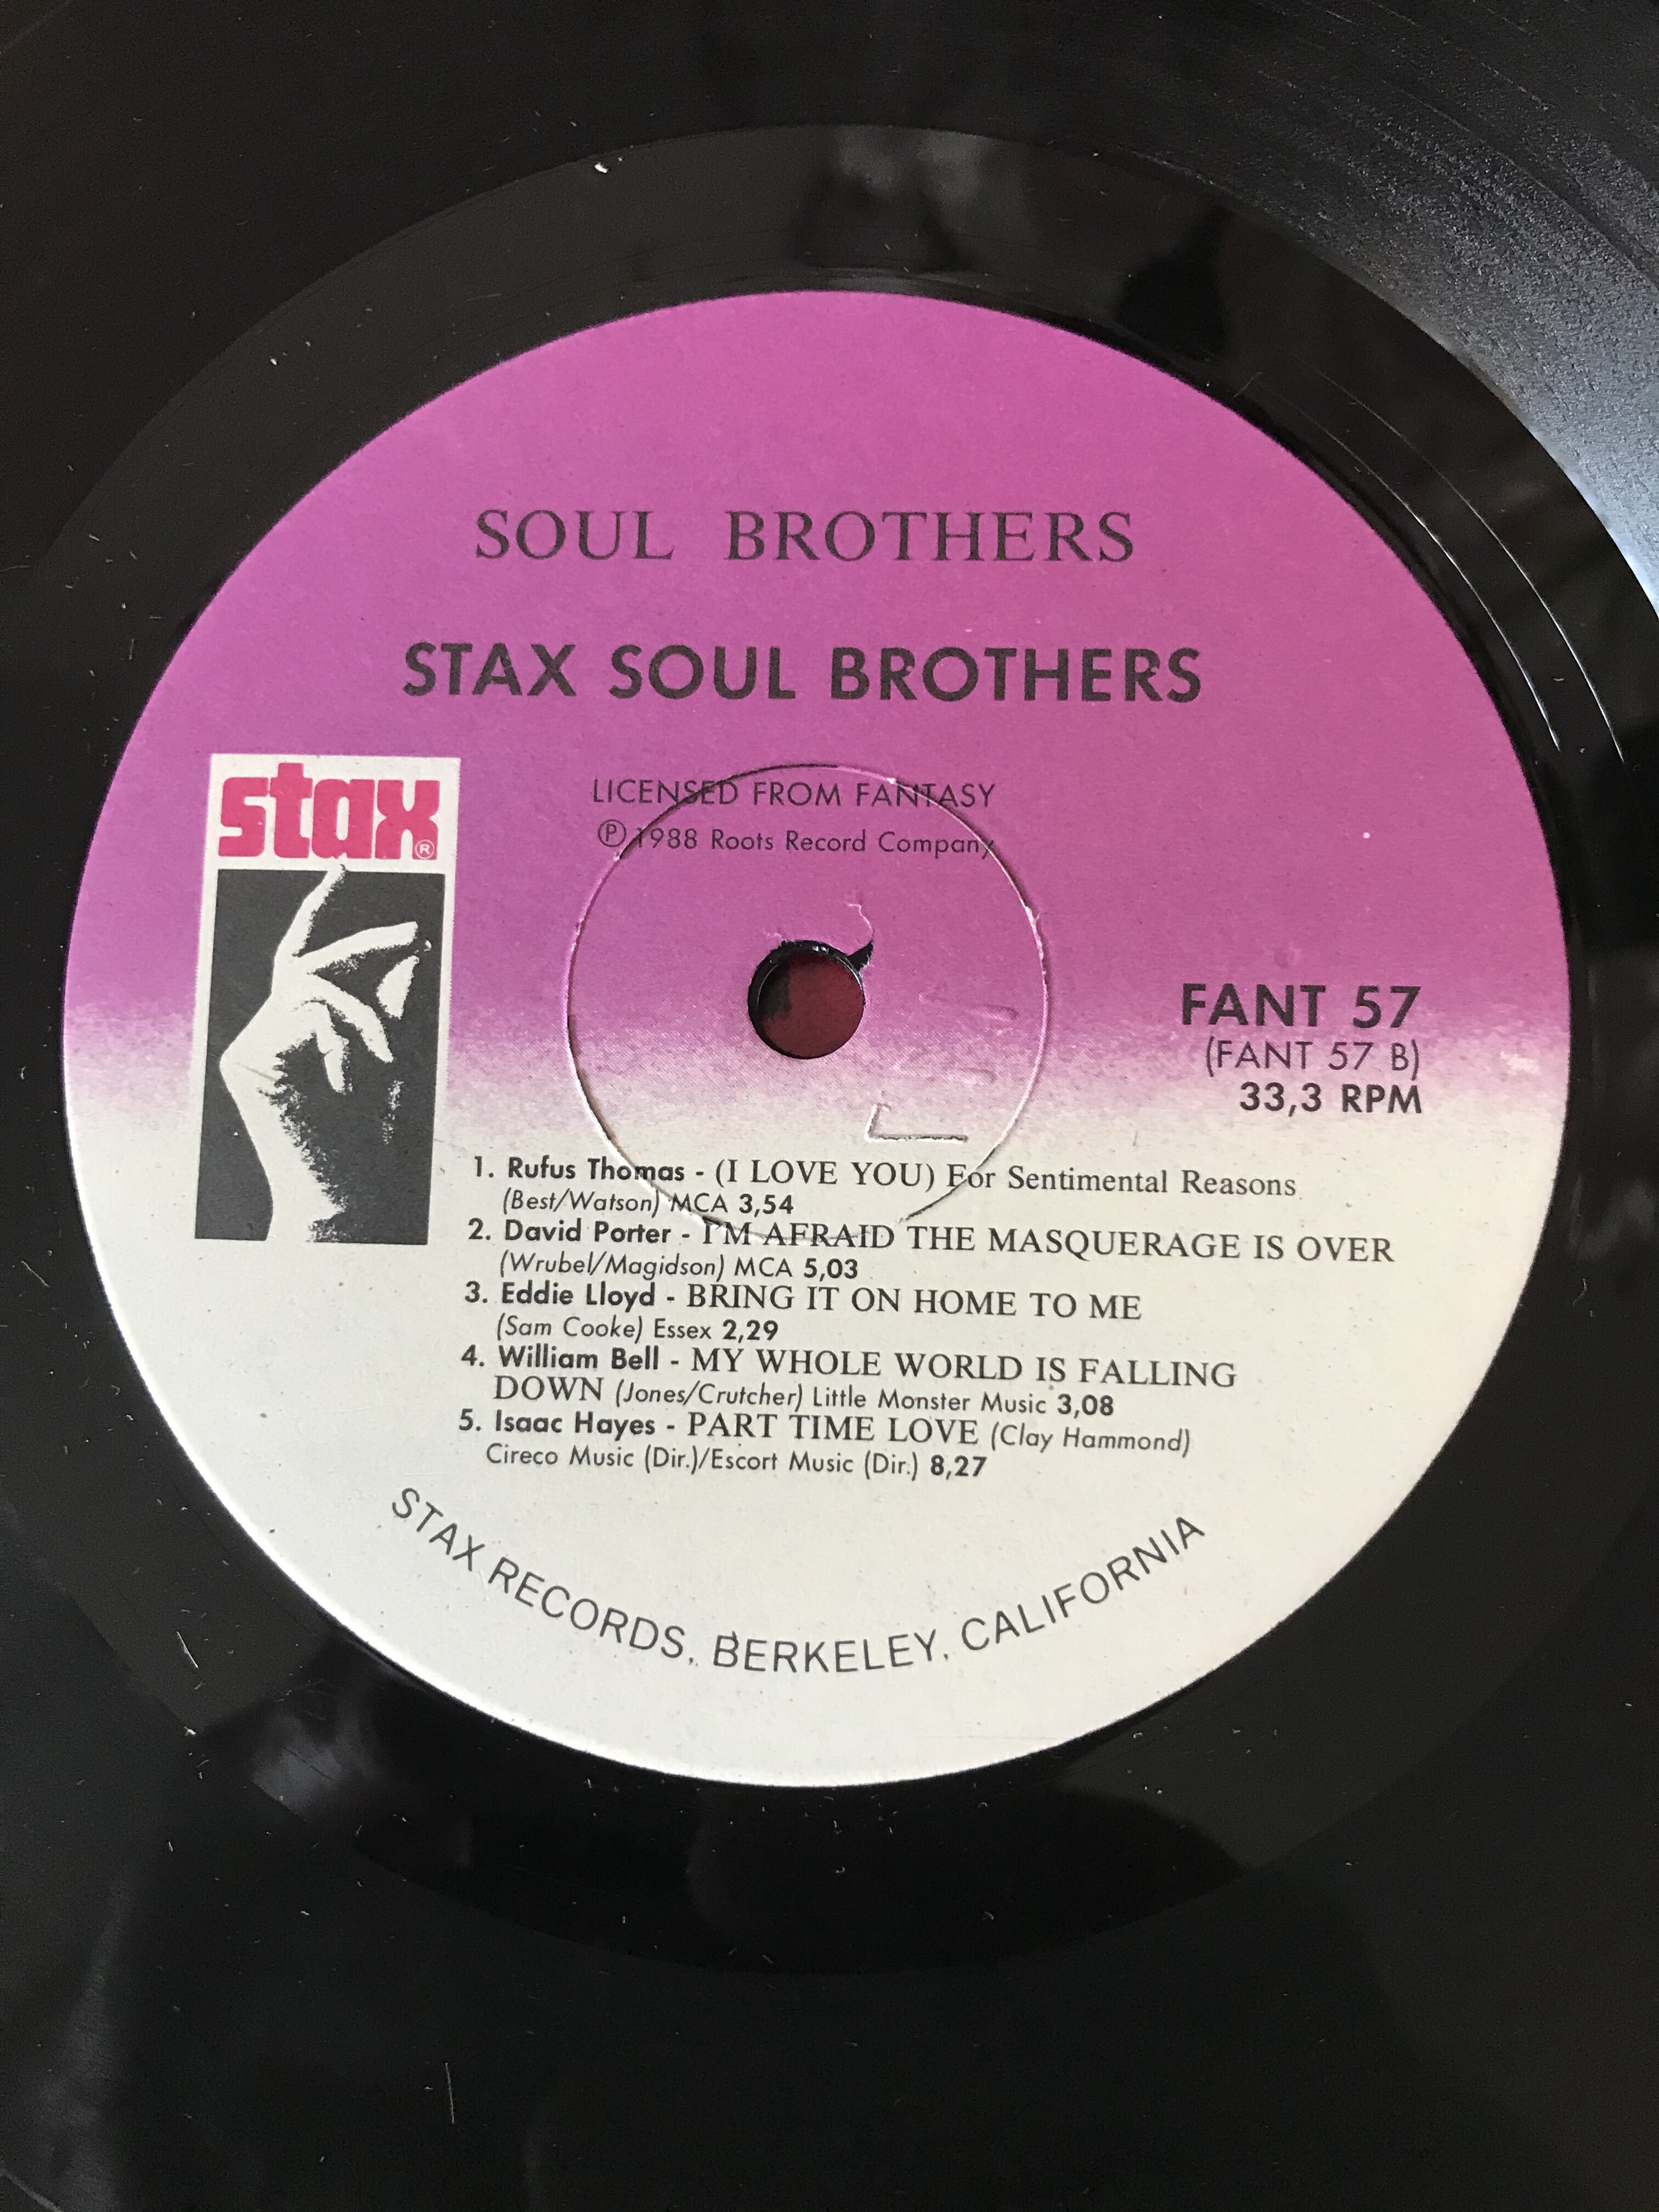 SOUL BROTHERS
STAX SOUL BROTHERS
stax®
LICENSED FROM FANTASY
℗ 1988 Roots Record Company
FANT 57
(FANT 57 B)
33,3 RPM
1. Rufus Thomas - (I LOVE YOU) For Sentimental Reasons
(Best/Watson) MCA 3,54
2. David Porter - I'M AFRAID THE MASQUERAGE IS OVER
(Wrubel/Magidson) MCA 5,03
3. Eddie Lloyd - BRING IT ON HOME TO ME
(Sam Cooke) Essex 2,29
4. William Bell - MY WHOLE WORLD IS FALLING
DOWN (Jones/Crutcher) Little Monster Music 3,08
5. Isaac Hayes - PART TIME LOVE (Clay Hammond)
Cireco Music (Dir.)/Escort Music (Dir.) 8,27
STAX RECORDS, BERKELEY, CALIFORNIA